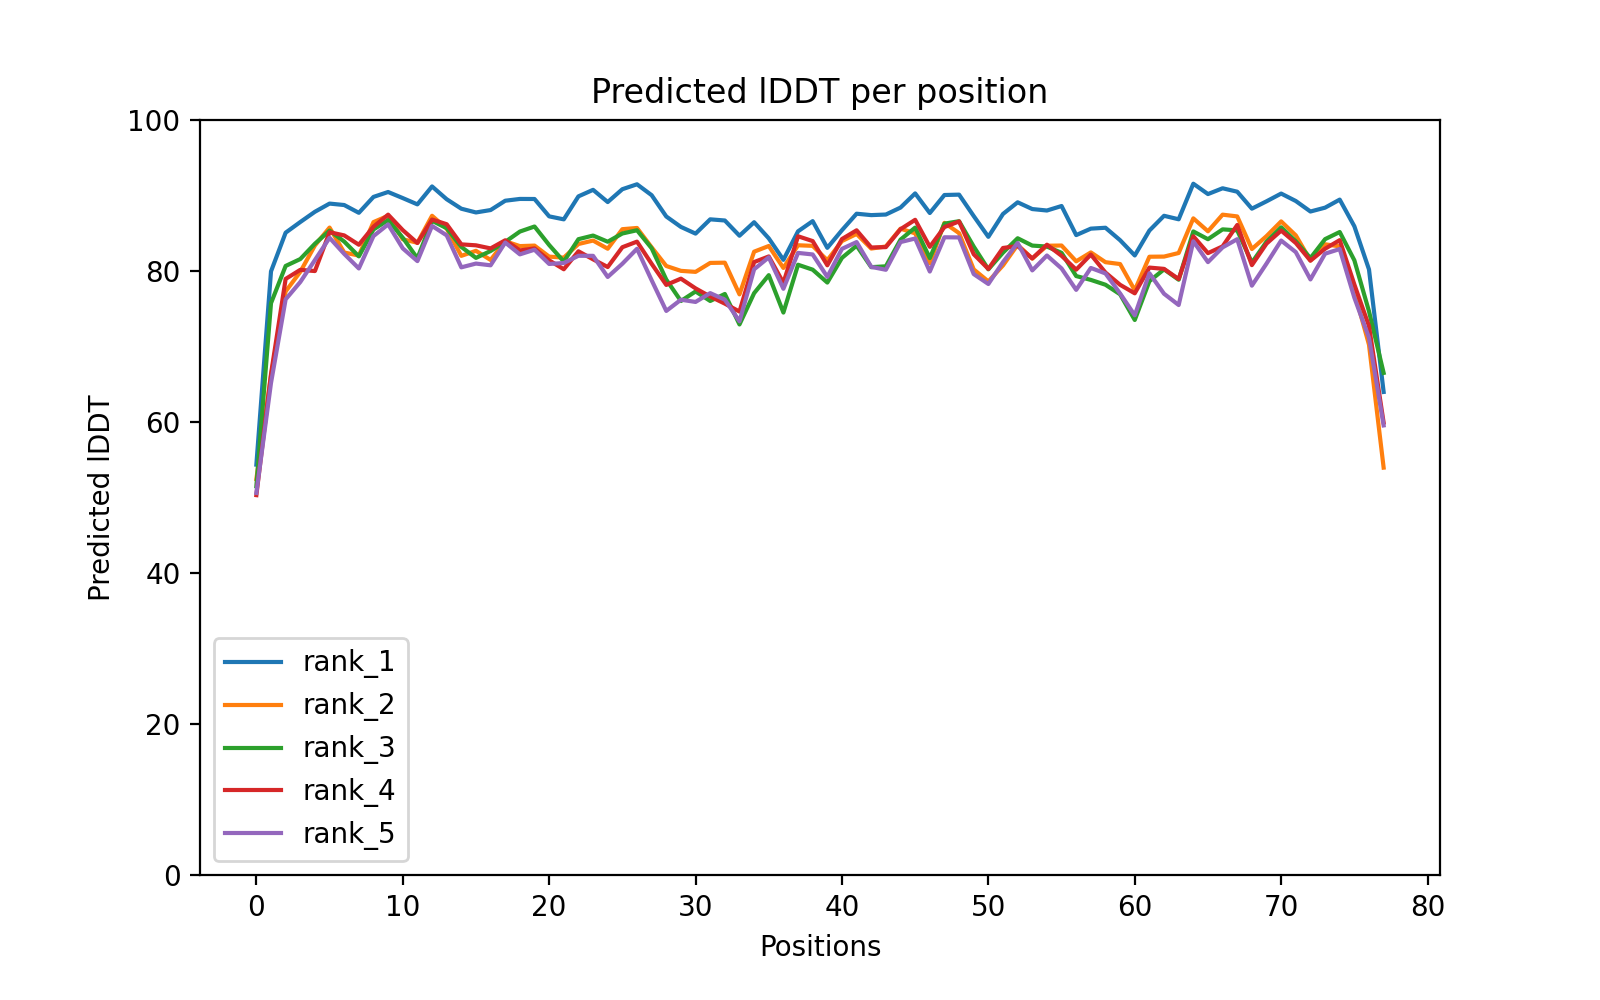 Predicted lDDT per position
100
80
60
40
20
0
Predicted lDDT
rank_1
rank_2
rank_3
rank_4
rank_5
0 10 20 30 40 50 60 70 80
Positions